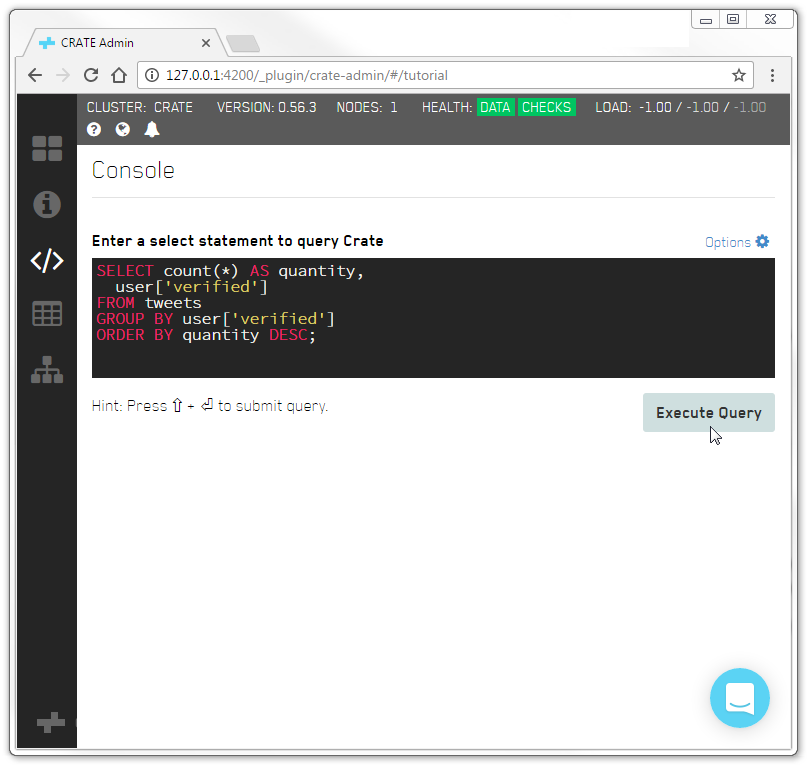 CRATE Admin
127.0.0.1:4200/_plugin/crate-admin/#/tutorial
CLUSTER: CRATE VERSION: 0.56.3 NODES: 1 HEALTH: DATA CHECKS LOAD: -1.00 / -1.00 / -1.00
Console
Enter a select statement to query Crate Options
SELECT count(*) AS quantity,
  user['verified']
FROM tweets
GROUP BY user['verified']
ORDER BY quantity DESC;
Hint: Press ⇧ + ⏎ to submit query.
Execute Query